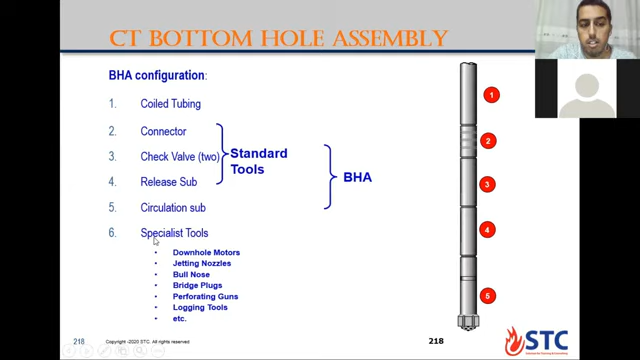 CT BOTTOM HOLE ASSEMBLY
BHA configuration:
1. Coiled Tubing
2. Connector
3. Check Valve (two)
4. Release Sub
5. Circulation sub
6. Specialist Tools
• Downhole Motors
• Jetting Nozzles
• Bull Nose
• Bridge Plugs
• Perforating Guns
• Logging Tools
• etc.
Standard
Tools
BHA
1
2
3
4
5
218
Copyright -2020 STC. All rights reserved
218
STC